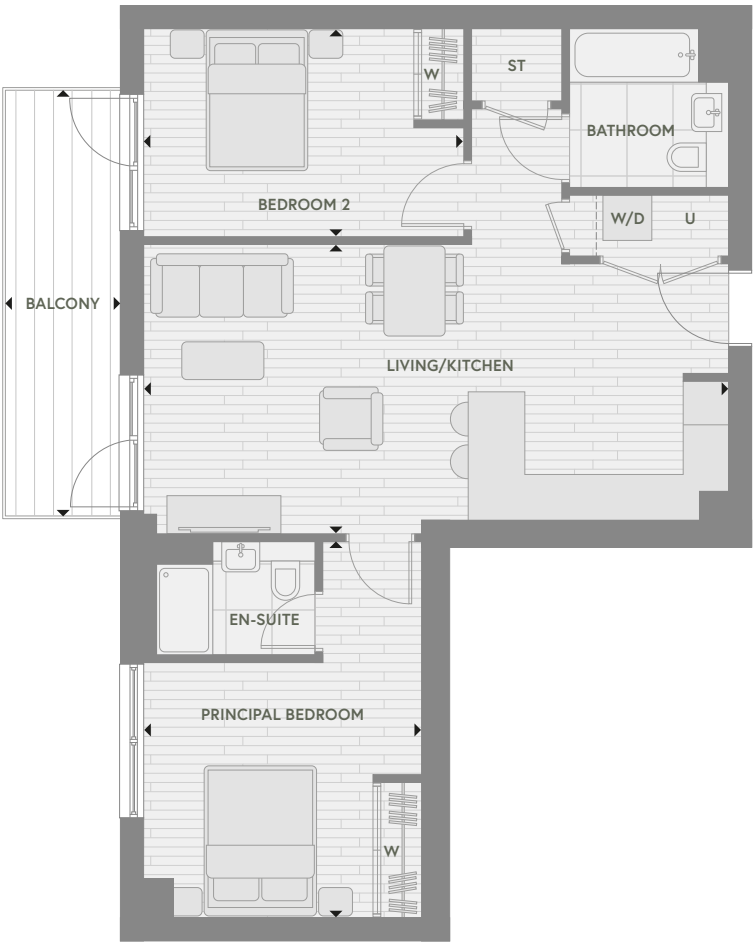 ST
W
BATHROOM
BEDROOM 2
W/D
U
BALCONY
LIVING/KITCHEN
EN-SUITE
PRINCIPAL BEDROOM
W